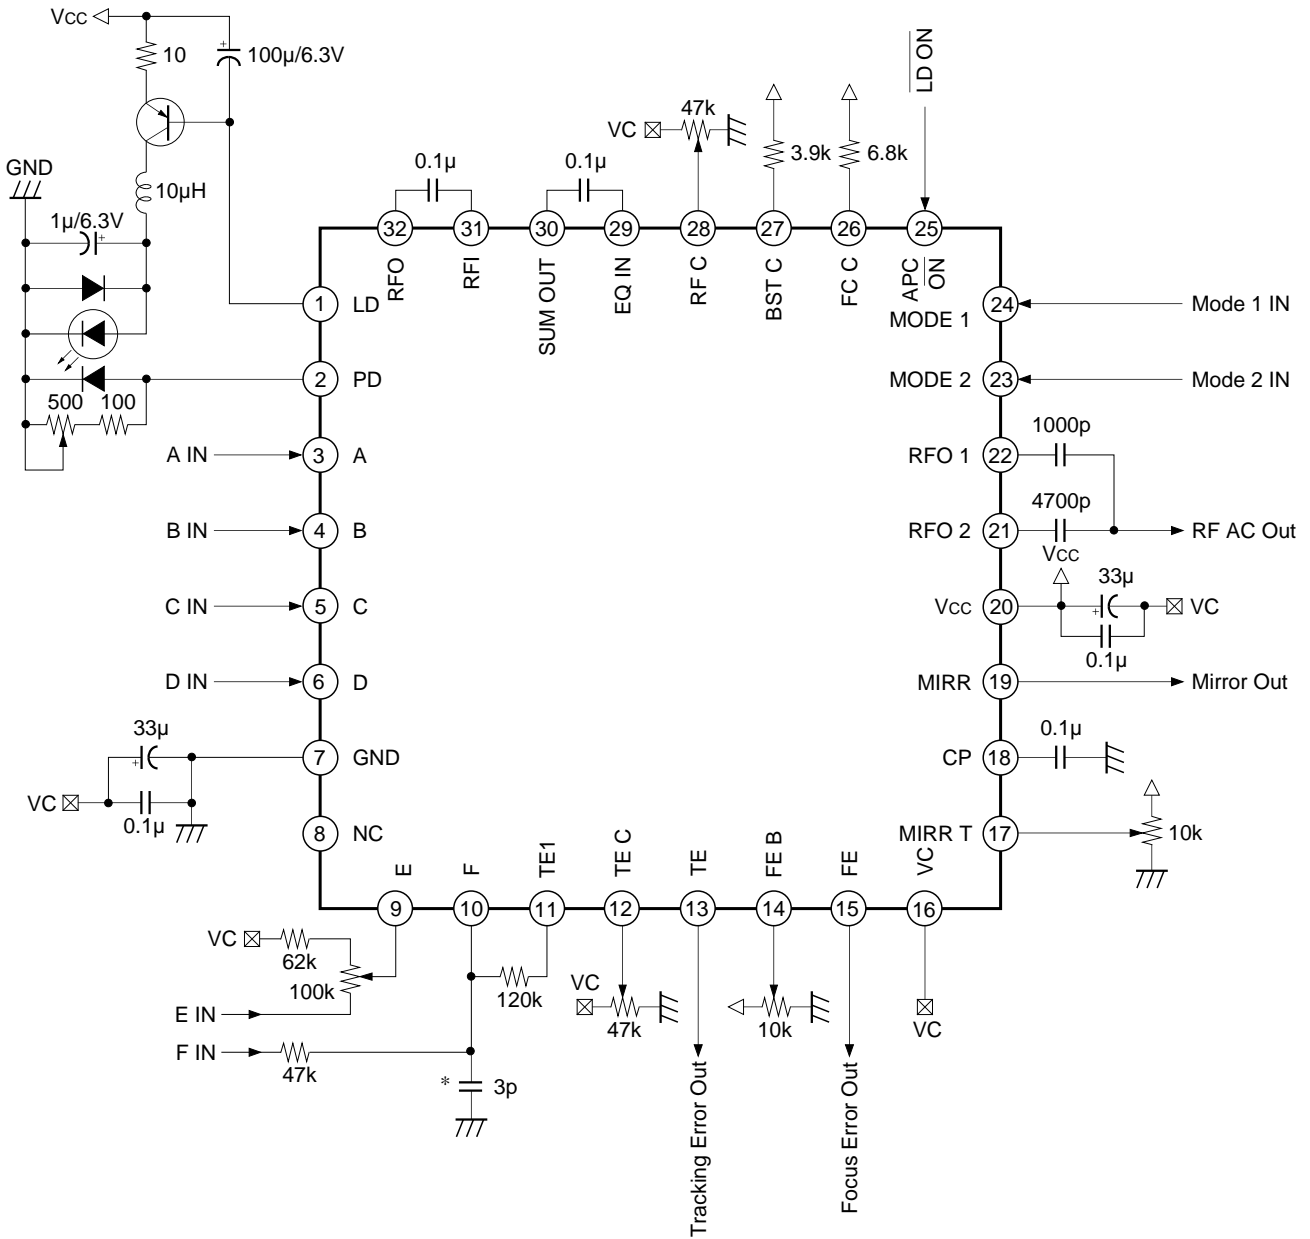 Vcc
10
100µ/6.3V
GND
10µH
1µ/6.3V
500
100
VC
47k
3.9k
6.8k
LD ON
0.1µ
0.1µ
32
31
30
29
28
27
26
25
RFO
RFI
SUM OUT
EQ IN
RF C
BST C
FC C
APC ON
1
LD
2
PD
A IN
3
A
B IN
4
B
C IN
5
C
D IN
6
D
33µ
7
GND
VC
0.1µ
8
NC
MODE 1
24
Mode 1 IN
MODE 2
23
Mode 2 IN
1000p
RFO 1
22
4700p
RFO 2
21
RF AC Out
Vcc
33µ
Vcc
20
+
VC
0.1µ
MIRR
19
Mirror Out
0.1µ
CP
18
MIRR T
17
10k
E
F
TE1
TE C
TE
FE B
FE
VC
9
10
11
12
13
14
15
16
VC
62k
100k
120k
E IN
F IN
47k
*
3p
VC
47k
10k
VC
Tracking Error Out
Focus Error Out